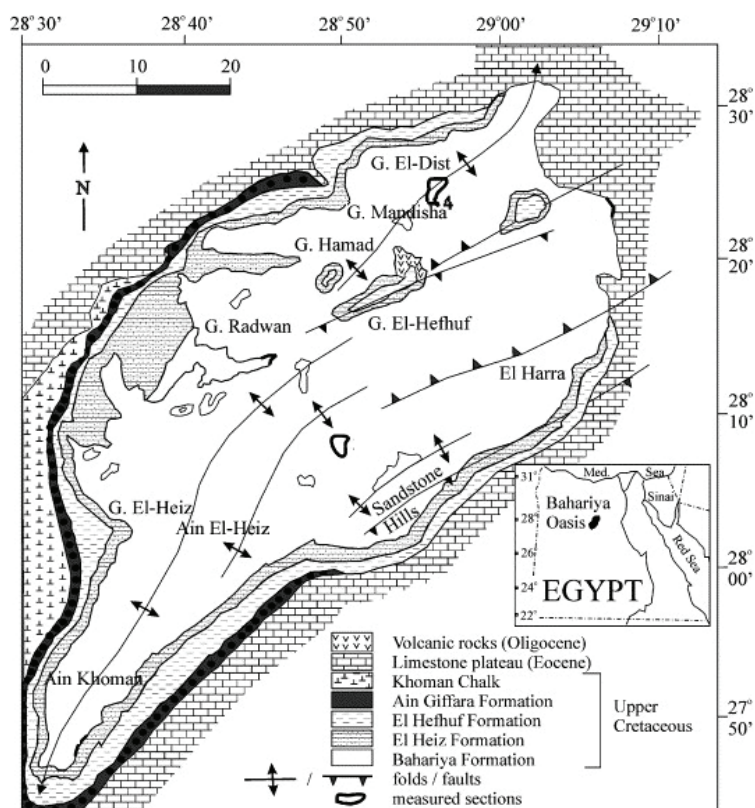 28°30' 28°40' 28°50' 29°00' 29°10'
0 10 20
28°
30'
N
G. El-Dist
4
G. Mandisha
G. Hamad
28°
20'
G. Radwan
G. El-Hefhuf
El Harra
28°
10'
G. El-Heiz
Ain El-Heiz
Sandstone
Hills
31°
28°
26°
24°
22°
Med. Sea
Sinai
Bahariya
Oasis
Red Sea
EGYPT
28°
00'
Ain Khoman
27°
50'
Volcanic rocks (Oligocene)
Limestone plateau (Eocene)
Khoman Chalk
Ain Giffara Formation
El Hefhuf Formation
El Heiz Formation
Bahariya Formation
Upper
Cretaceous
/ folds / faults
measured sections